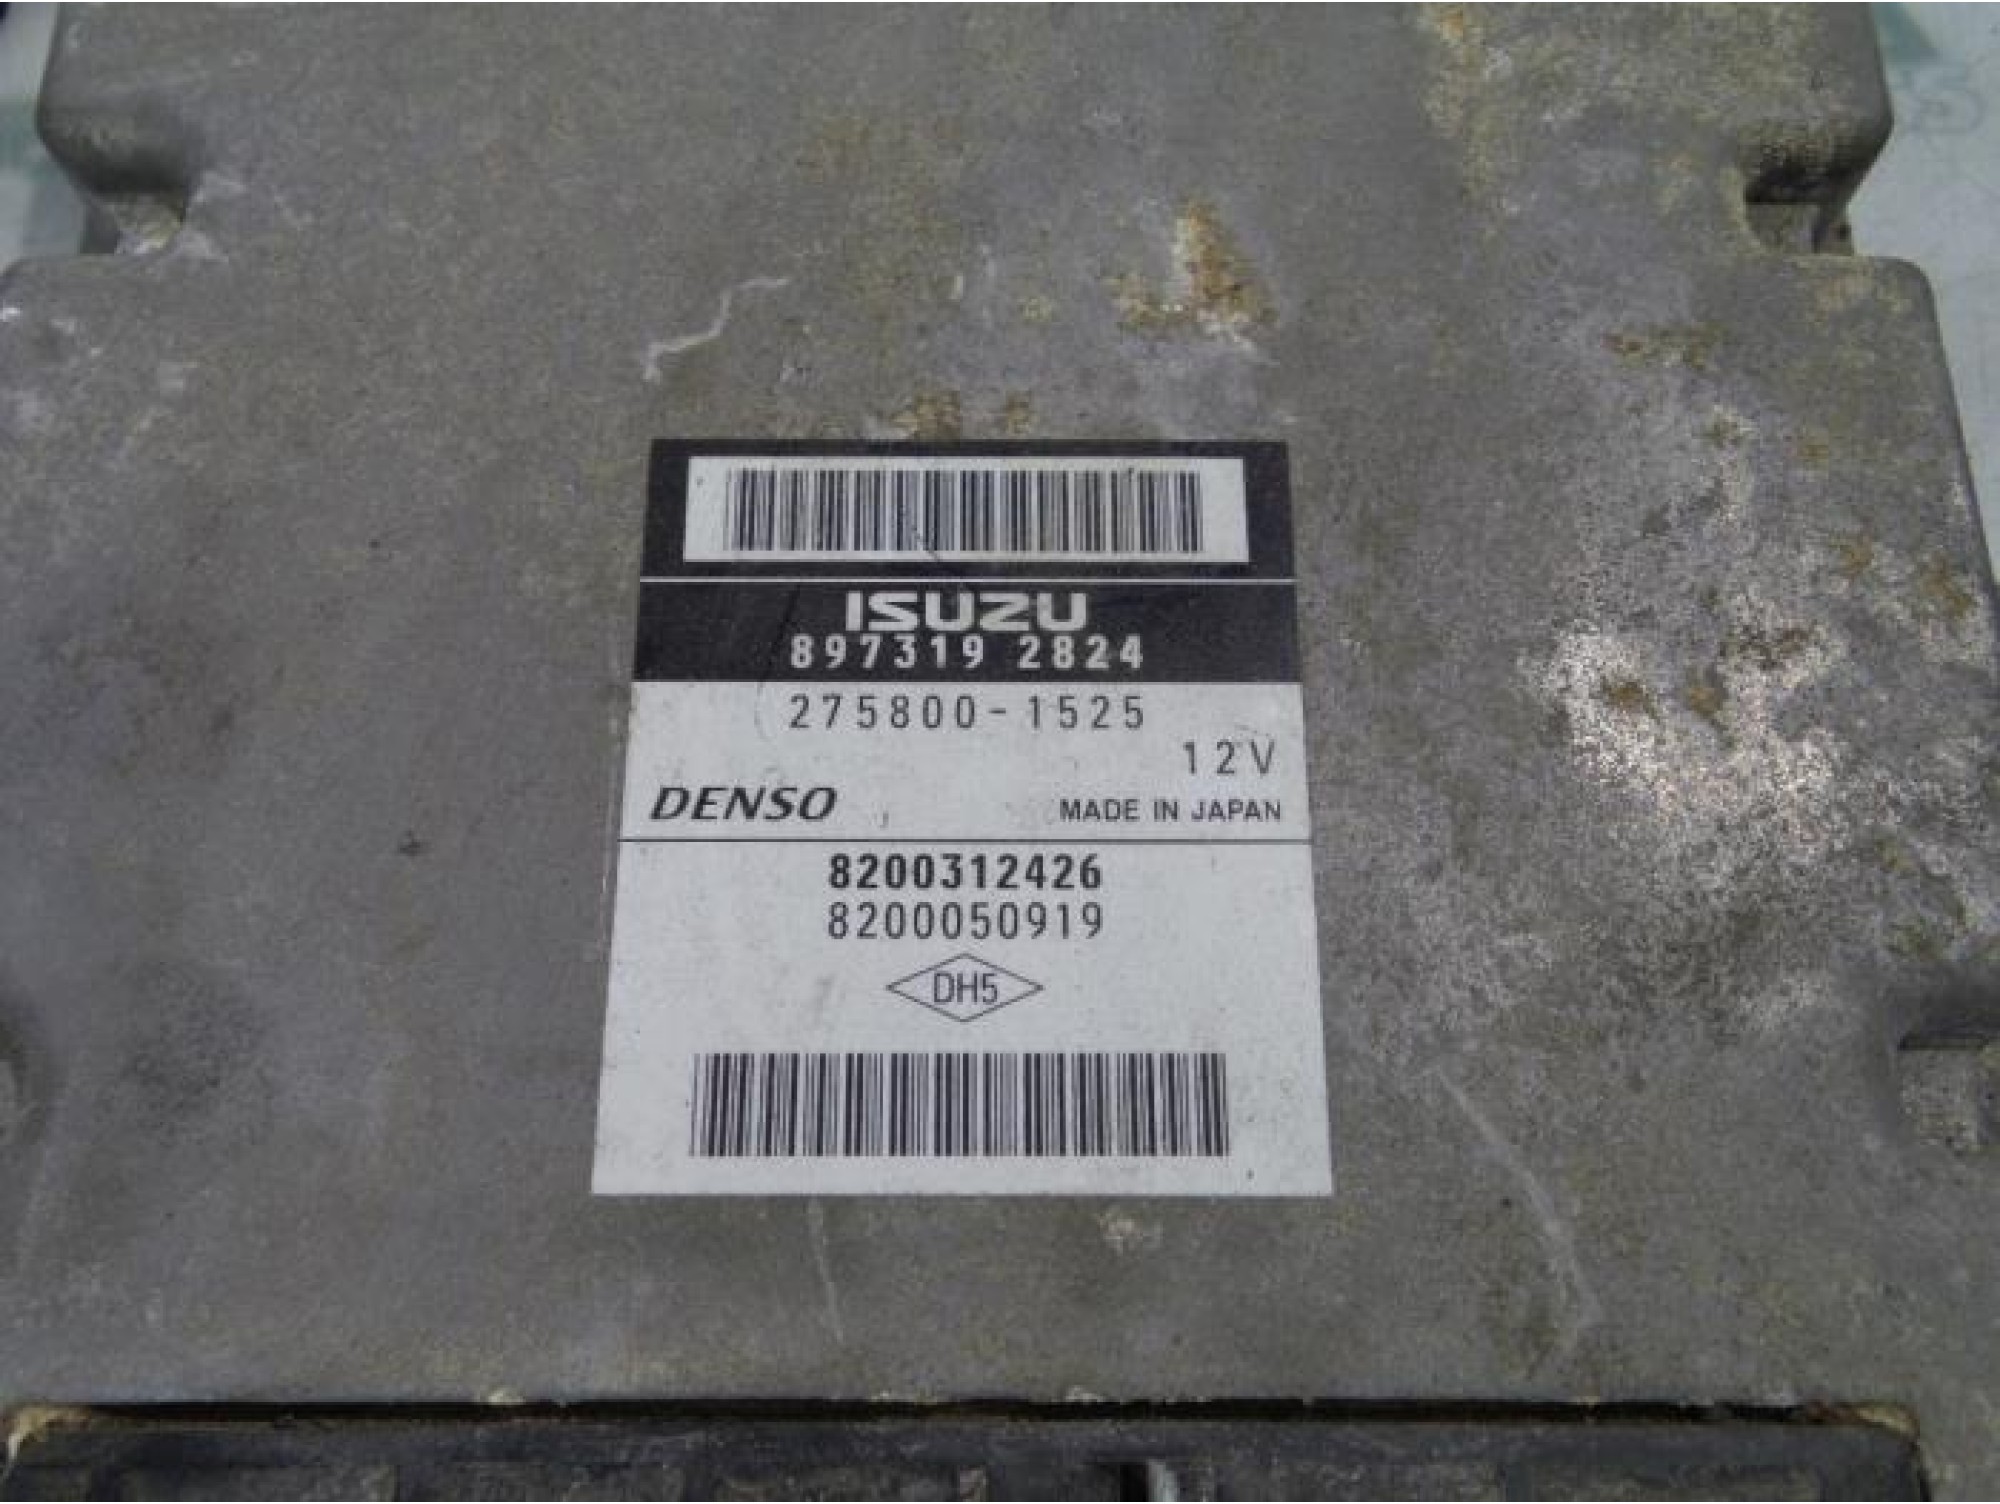 ISUZU
897319 2824
275800-1525
12V
DENSO MADE IN JAPAN
8200312426
8200050919
DH5